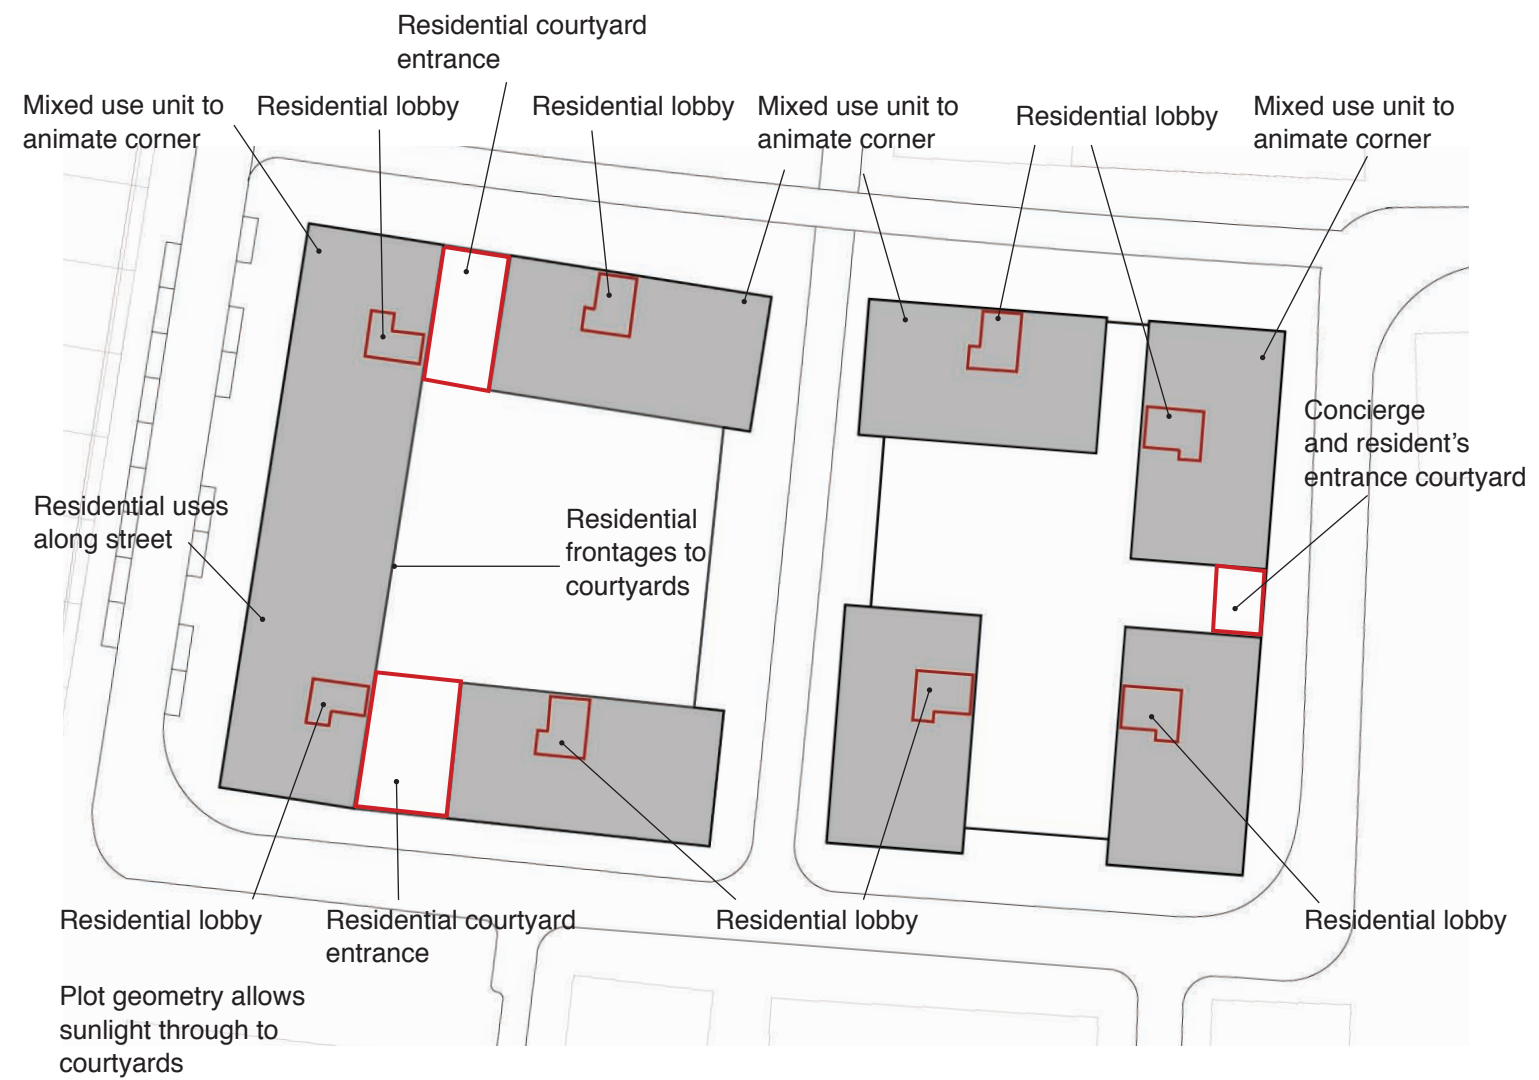 Residential courtyard
entrance
Mixed use unit to
animate corner
Residential lobby
Residential lobby
Mixed use unit to
animate corner
Residential lobby
Mixed use unit to
animate corner
Concierge
and resident’s
entrance courtyard
Residential uses
along street
Residential
frontages to
courtyards
Residential lobby
Residential courtyard
entrance
Residential lobby
Residential lobby
Plot geometry allows
sunlight through to
courtyards